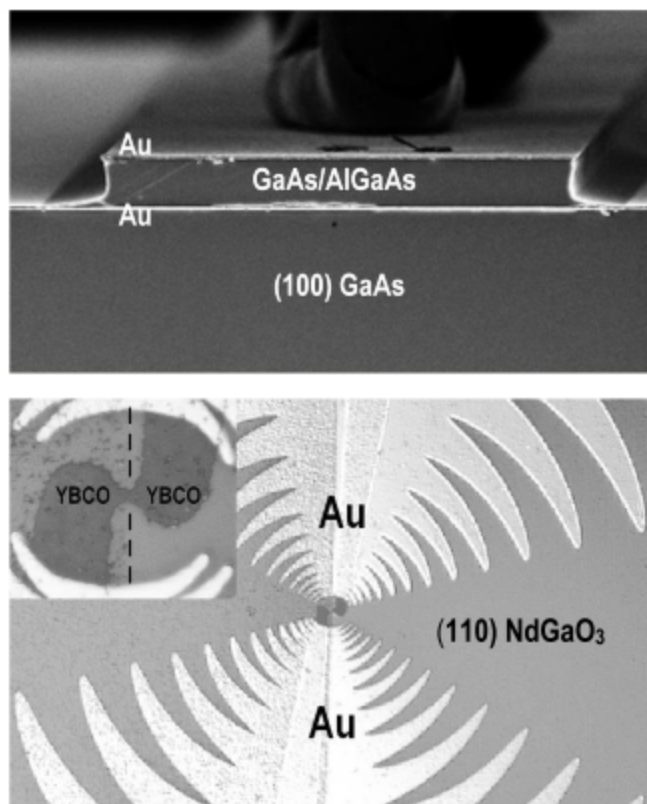 Au
GaAs/AlGaAs
Au
(100) GaAs
YBCO YBCO
Au
(110) NdGaO₃
Au